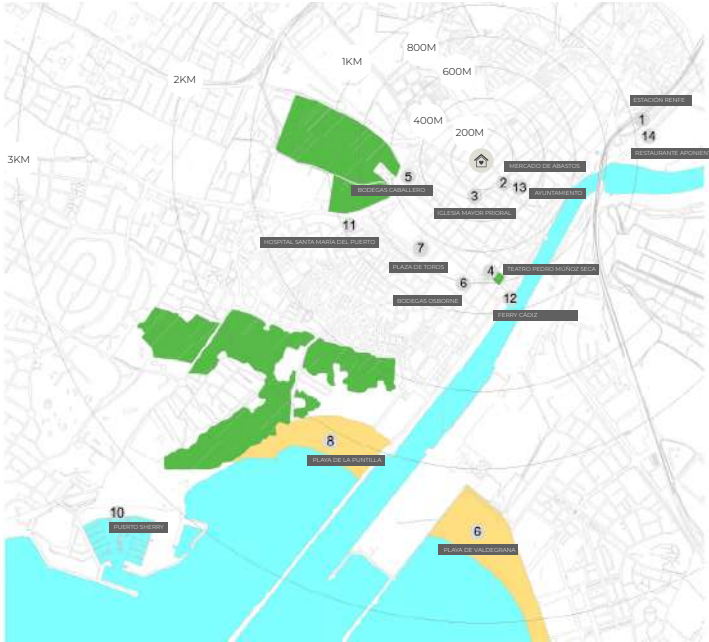 800M
1KM
600M
2KM
ESTACIÓN RENFE
400M
1
200M
14
3KM
RESTAURANTE APONIEN
MERCADO DE ABASTOS
5
2
13
BODEGAS CABALLERO
AYUNTAMIENTO
3
IGLESIA MAYOR PRIORAL
11
HOSPITAL SANTA MARÍA DEL PUERTO
7
PLAZA DE TOROS
4
TEATRO PEDRO MUÑOZ SECA
6
BODEGAS OSBORNE
12
FERRY CÁDIZ
8
PLAYA DE LA PUNTILLA
10
PUERTO SHERRY
6
PLAYA DE VALDEGRANA